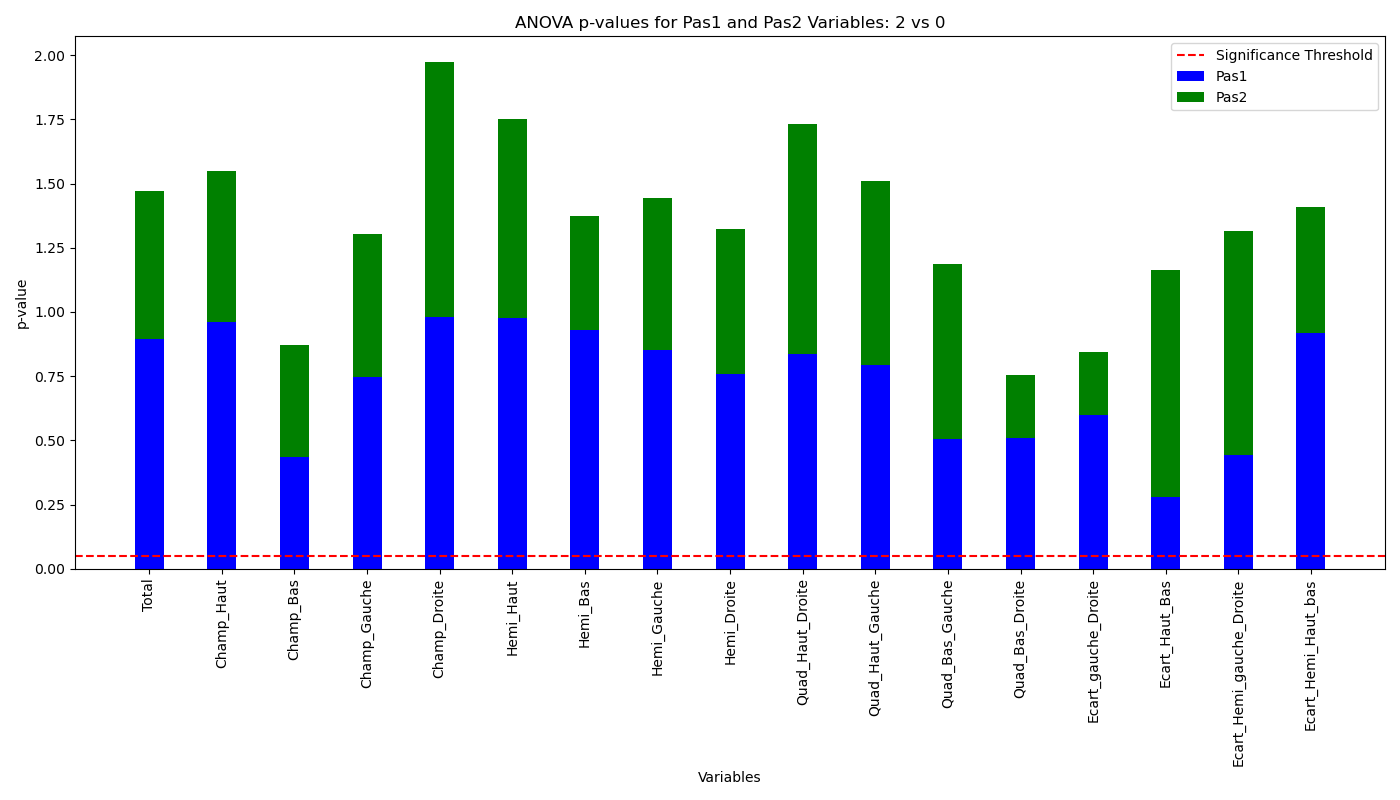 ANOVA p-values for Pas1 and Pas2 Variables: 2 vs 0
Significance Threshold
Pas1
Pas2
p-value
2.00
1.75
1.50
1.25
1.00
0.75
0.50
0.25
0.00
Total
Champ_Haut
Champ_Bas
Champ_Gauche
Champ_Droite
Hemi_Haut
Hemi_Bas
Hemi_Gauche
Hemi_Droite
Quad_Haut_Droite
Quad_Haut_Gauche
Quad_Bas_Gauche
Quad_Bas_Droite
Ecart_gauche_Droite
Ecart_Haut_Bas
Ecart_Hemi_gauche_Droite
Ecart_Hemi_Haut_bas
Variables